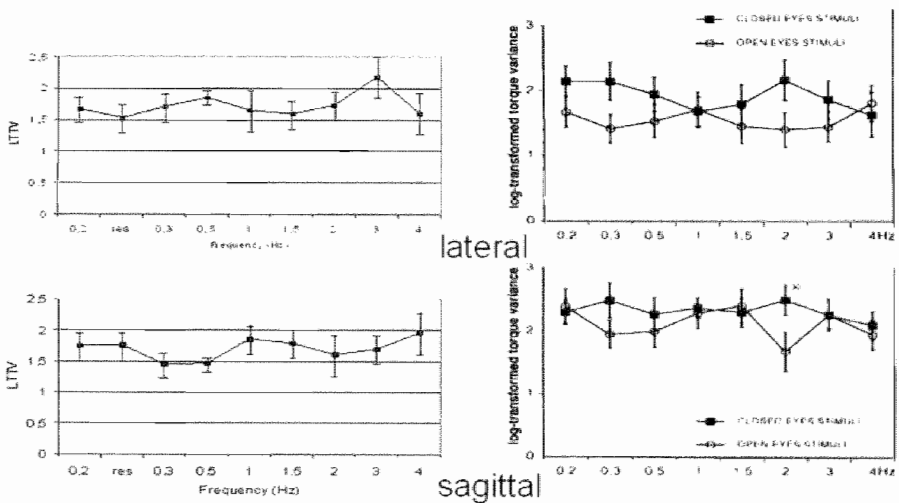 CLOSED EYES STIMULI
OPEN EYES STIMULI
2.5
2
1.5
1
0.5
0
LTTV
0.2 res 0.3 0.5 1 1.5 2 3 4
Frequency (Hz)
3
2
1
0
log-transformed torque variance
0.2 0.3 0.5 1 1.5 2 3 4Hz
lateral
2.5
2
1.5
1
0.5
0
LTTV
0.2 res 0.3 0.5 1 1.5 2 3 4
Frequency (Hz)
3
2
1
0
log-transformed torque variance
CLOSED EYES STIMULI
OPEN EYES STIMULI
0.2 0.3 0.5 1 1.5 2 3 4Hz
sagittal